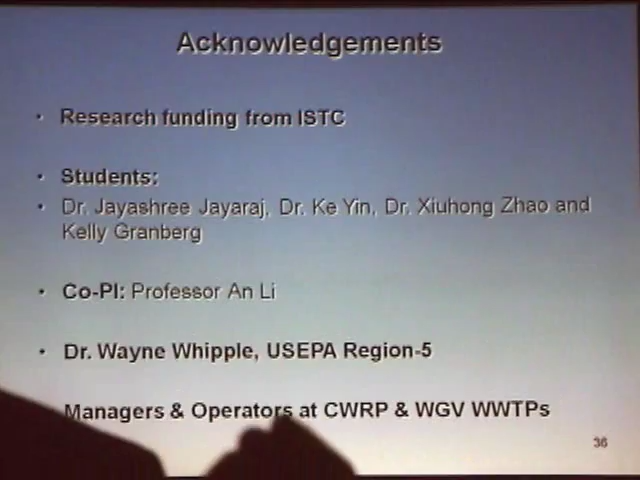 Acknowledgements
• Research funding from ISTC
• Students:
• Dr. Jayashree Jayaraj, Dr. Ke Yin, Dr. Xiuhong Zhao and
Kelly Granberg
• Co-PI: Professor An Li
• Dr. Wayne Whipple, USEPA Region-5
Managers & Operators at CWRP & WGV WWTPs
36